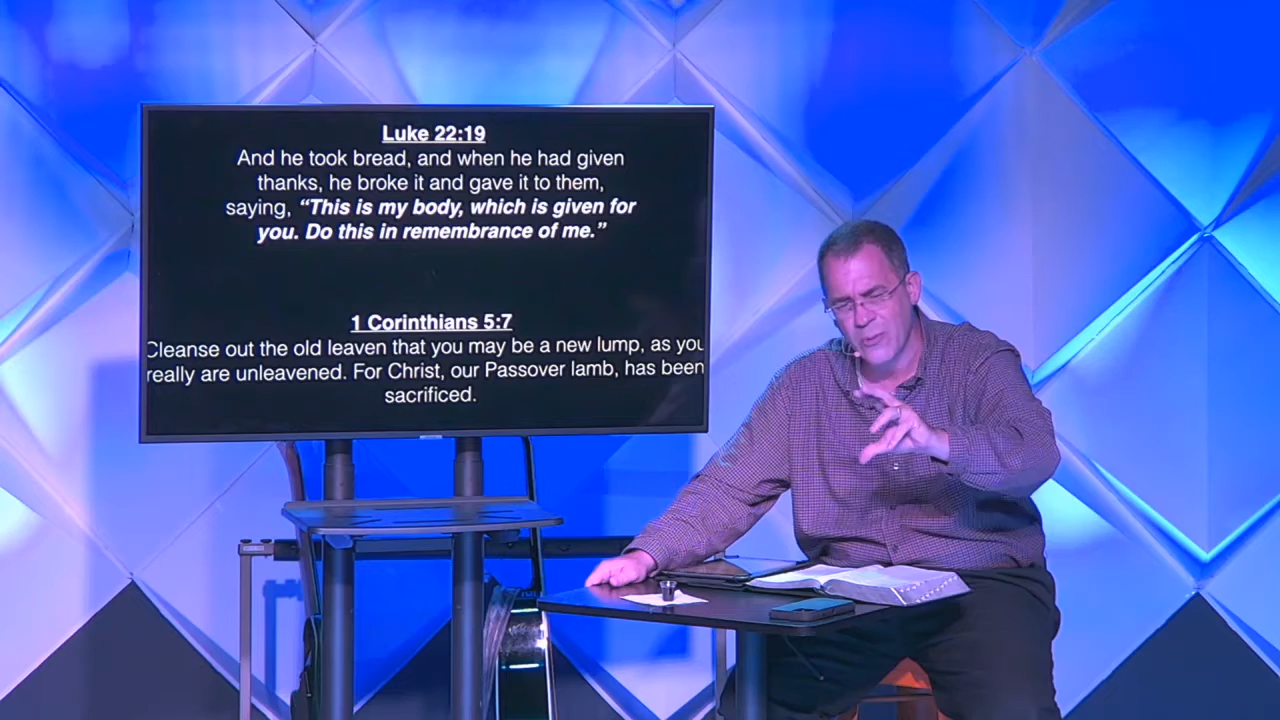 Luke 22:19
And he took bread, and when he had given
thanks, he broke it and gave it to them,
saying, “This is my body, which is given for
you. Do this in remembrance of me.”
1 Corinthians 5:7
Cleanse out the old leaven that you may be a new lump, as you
really are unleavened. For Christ, our Passover lamb, has been
sacrificed.